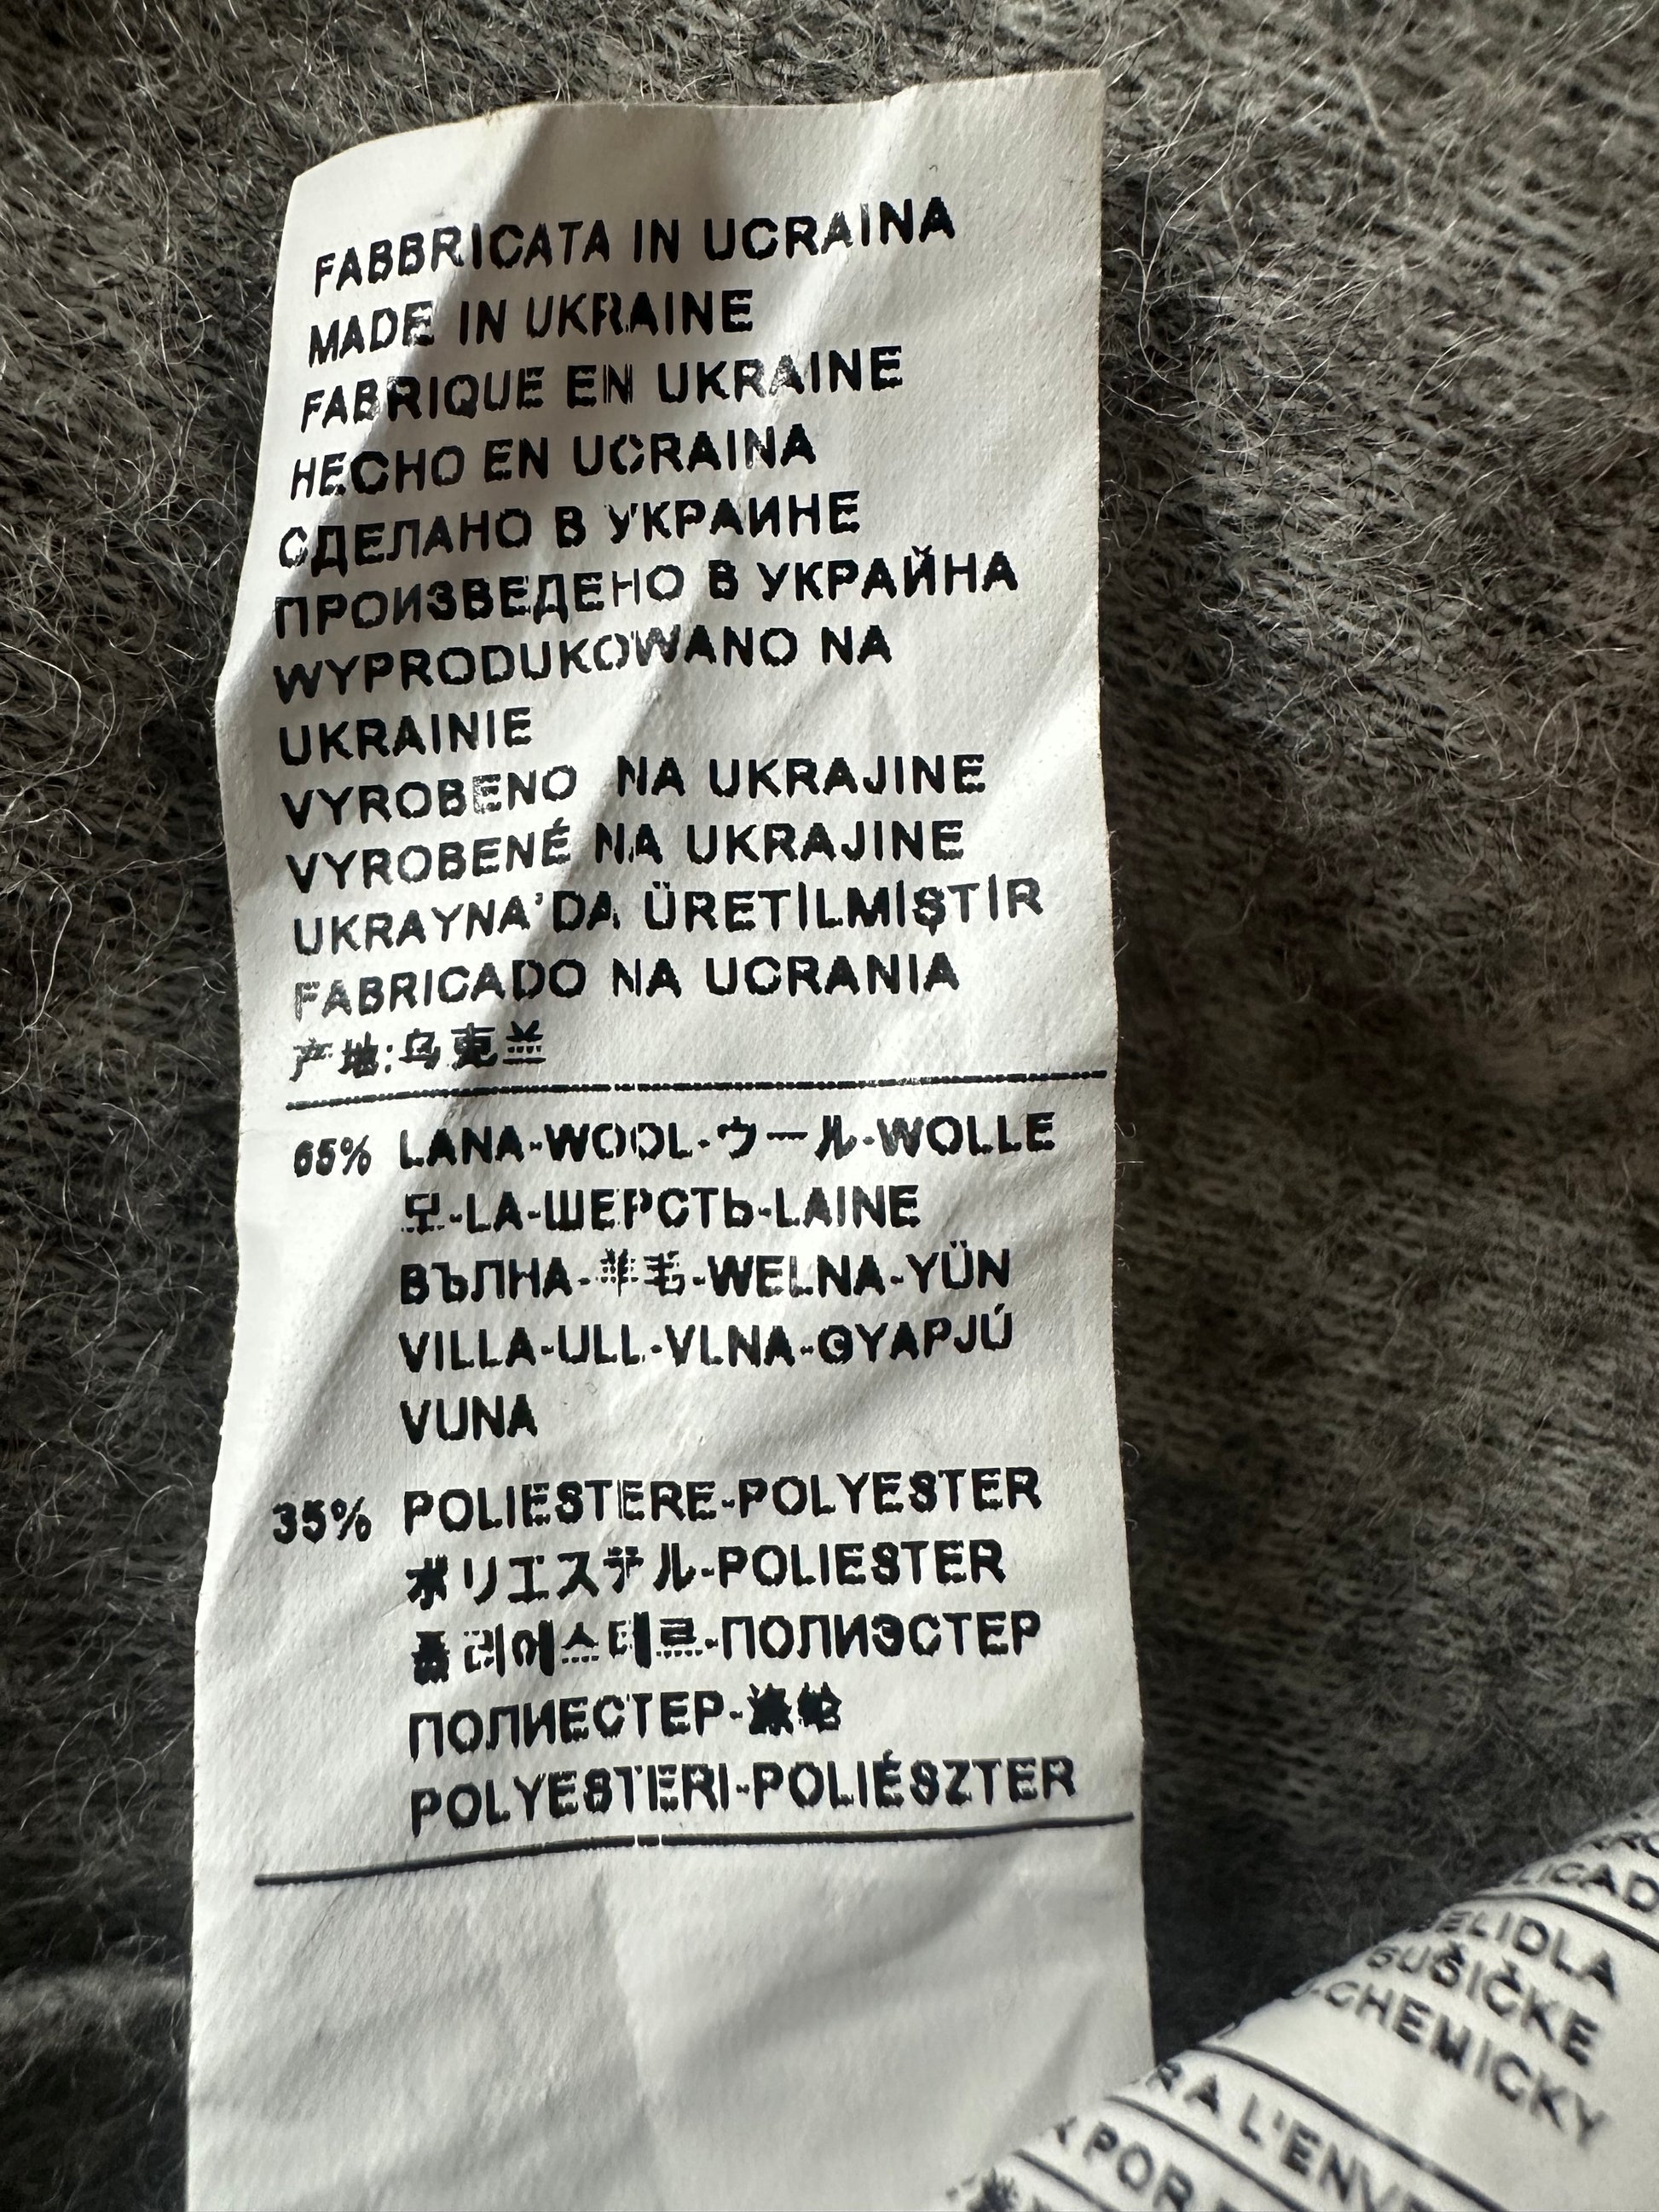 FABBRICATA IN UCRAINA
MADE IN UKRAINE
FABRIQUE EN UKRAINE
HECHO EN UCRAINA
СДЕЛАНО В УКРАИНЕ
ПРОИЗВЕДЕНО В УКРАЙНА
WYPRODUKOWANO NA
UKRAINIE
VYROBENO NA UKRAJINE
VYROBENÉ NA UKRAJINE
UKRAYNA'DA ÜRETİLMİŞTİR
FABRICADO NA UCRANIA
产地:乌克兰
65% LANA-WOOL-ウール-WOLLE
모-LA-ШЕРСТЬ-LAINE
ВЪЛНА-羊毛-WELNA-YÜN
VILLA-ULL-VLNA-GYAPJÚ
VUNA
35% POLIESTERE-POLYESTER
ポリエステル-POLIESTER
폴리에스테르-ПОЛИЭСТЕР
ПОЛИЕСТЕР-涤纶
POLYESTERI-POLIÉSZTER
SUŠIČKE
CHEMICKY
POR